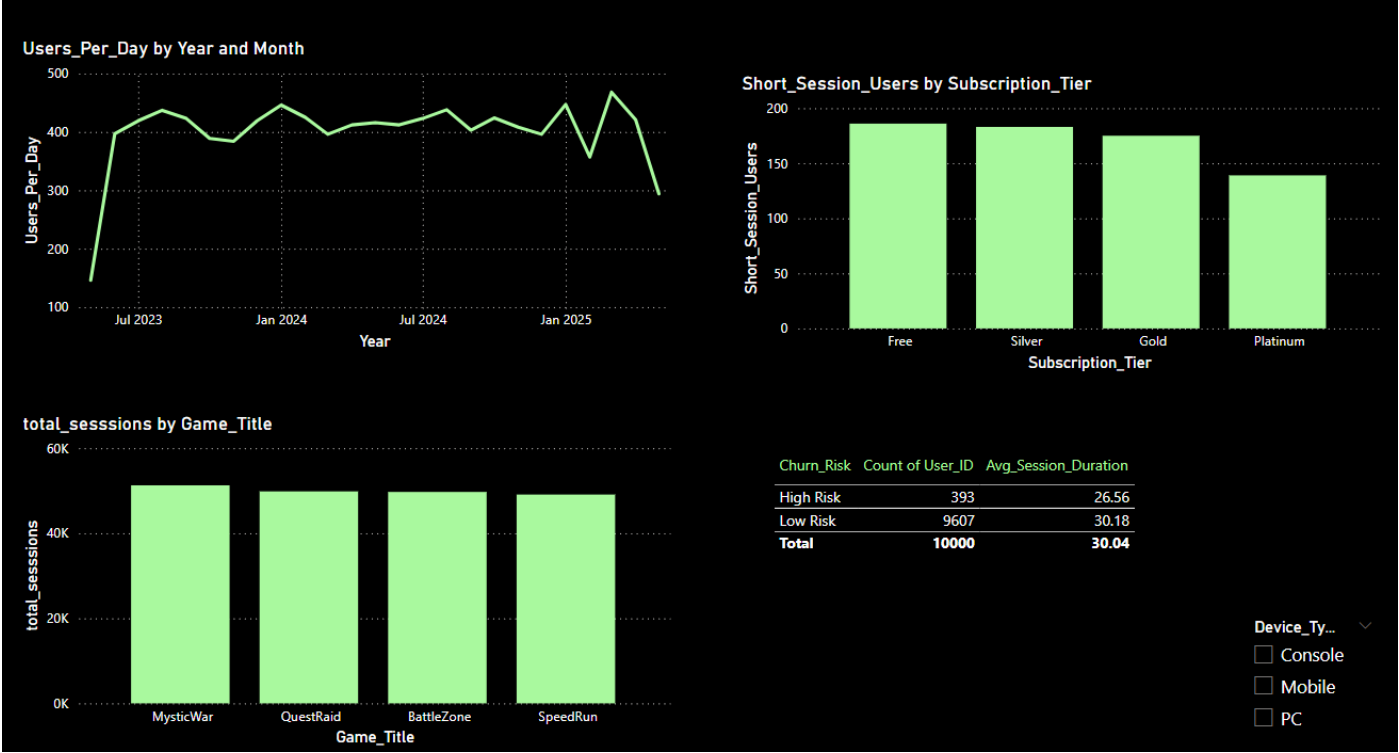 Users_Per_Day by Year and Month
500
400
300
200
100
Users_Per_Day
Jul 2023 Jan 2024 Jul 2024 Jan 2025
Year
Short_Session_Users by Subscription_Tier
200
150
100
50
0
Short_Session_Users
Free Silver Gold Platinum
Subscription_Tier
total_sesssions by Game_Title
60K
40K
20K
0K
total_sesssions
MysticWar QuestRaid BattleZone SpeedRun
Game_Title
Churn_Risk Count of User_ID Avg_Session_Duration
High Risk 393 26.56
Low Risk 9607 30.18
Total 10000 30.04
Device_Ty...
Console
Mobile
PC